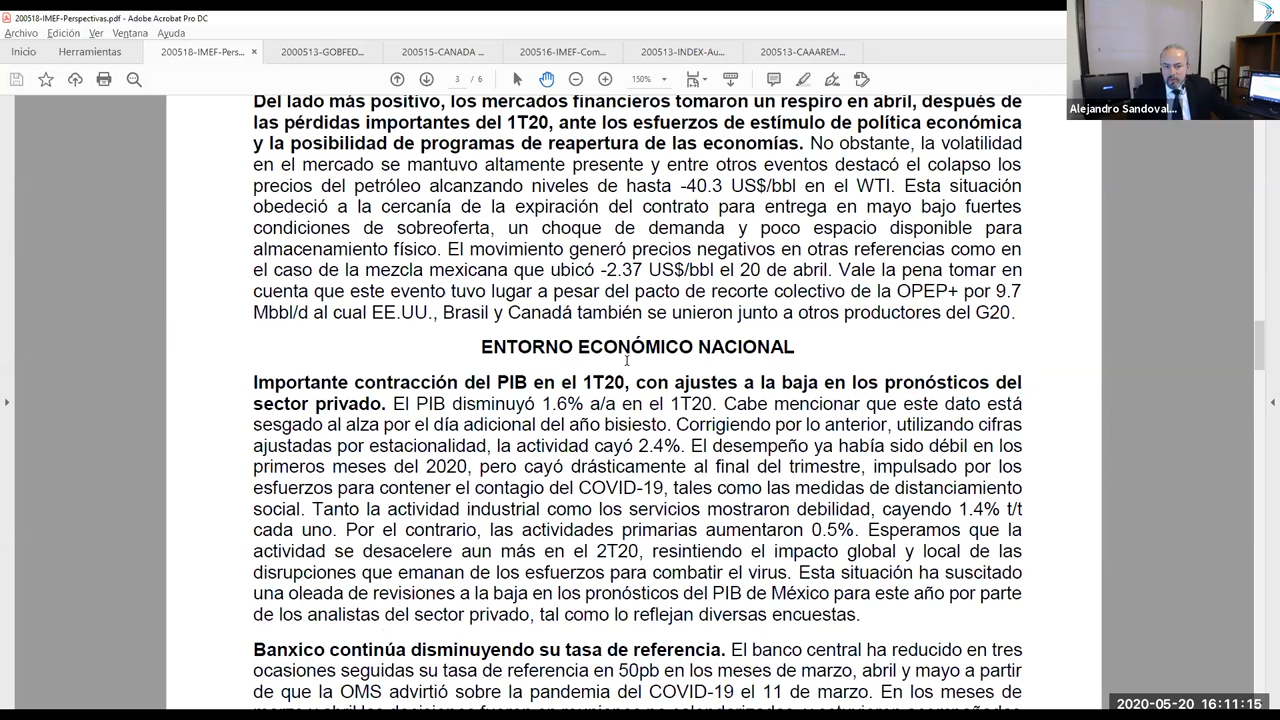 200518-IMEF-Perspectivas.pdf - Adobe Acrobat Pro DC
Archivo Edición Ver Ventana Ayuda
Inicio Herramientas 200518-IMEF-Pers... × 200513-GOBFED... 200515-CANADA ... 200516-IMEF-Com... 200513-INDEX-Au... 200513-CAAAREM...
3 / 6 150%
Alejandro Sandoval...
Del lado más positivo, los mercados financieros tomaron un respiro en abril, después de
las pérdidas importantes del 1T20, ante los esfuerzos de estímulo de política económica
y la posibilidad de programas de reapertura de las economías. No obstante, la volatilidad
en el mercado se mantuvo altamente presente y entre otros eventos destacó el colapso los
precios del petróleo alcanzando niveles de hasta -40.3 US$/bbl en el WTI. Esta situación
obedeció a la cercanía de la expiración del contrato para entrega en mayo bajo fuertes
condiciones de sobreoferta, un choque de demanda y poco espacio disponible para
almacenamiento físico. El movimiento generó precios negativos en otras referencias como en
el caso de la mezcla mexicana que ubicó -2.37 US$/bbl el 20 de abril. Vale la pena tomar en
cuenta que este evento tuvo lugar a pesar del pacto de recorte colectivo de la OPEP+ por 9.7
Mbbl/d al cual EE.UU., Brasil y Canadá también se unieron junto a otros productores del G20.
ENTORNO ECONÓMICO NACIONAL
Importante contracción del PIB en el 1T20, con ajustes a la baja en los pronósticos del
sector privado. El PIB disminuyó 1.6% a/a en el 1T20. Cabe mencionar que este dato está
sesgado al alza por el día adicional del año bisiesto. Corrigiendo por lo anterior, utilizando cifras
ajustadas por estacionalidad, la actividad cayó 2.4%. El desempeño ya había sido débil en los
primeros meses del 2020, pero cayó drásticamente al final del trimestre, impulsado por los
esfuerzos para contener el contagio del COVID-19, tales como las medidas de distanciamiento
social. Tanto la actividad industrial como los servicios mostraron debilidad, cayendo 1.4% t/t
cada uno. Por el contrario, las actividades primarias aumentaron 0.5%. Esperamos que la
actividad se desacelere aun más en el 2T20, resintiendo el impacto global y local de las
disrupciones que emanan de los esfuerzos para combatir el virus. Esta situación ha suscitado
una oleada de revisiones a la baja en los pronósticos del PIB de México para este año por parte
de los analistas del sector privado, tal como lo reflejan diversas encuestas.
Banxico continúa disminuyendo su tasa de referencia. El banco central ha reducido en tres
ocasiones seguidas su tasa de referencia en 50pb en los meses de marzo, abril y mayo a partir
de que la OMS advirtió sobre la pandemia del COVID-19 el 11 de marzo. En los meses de
2020-05-20 16:11:15